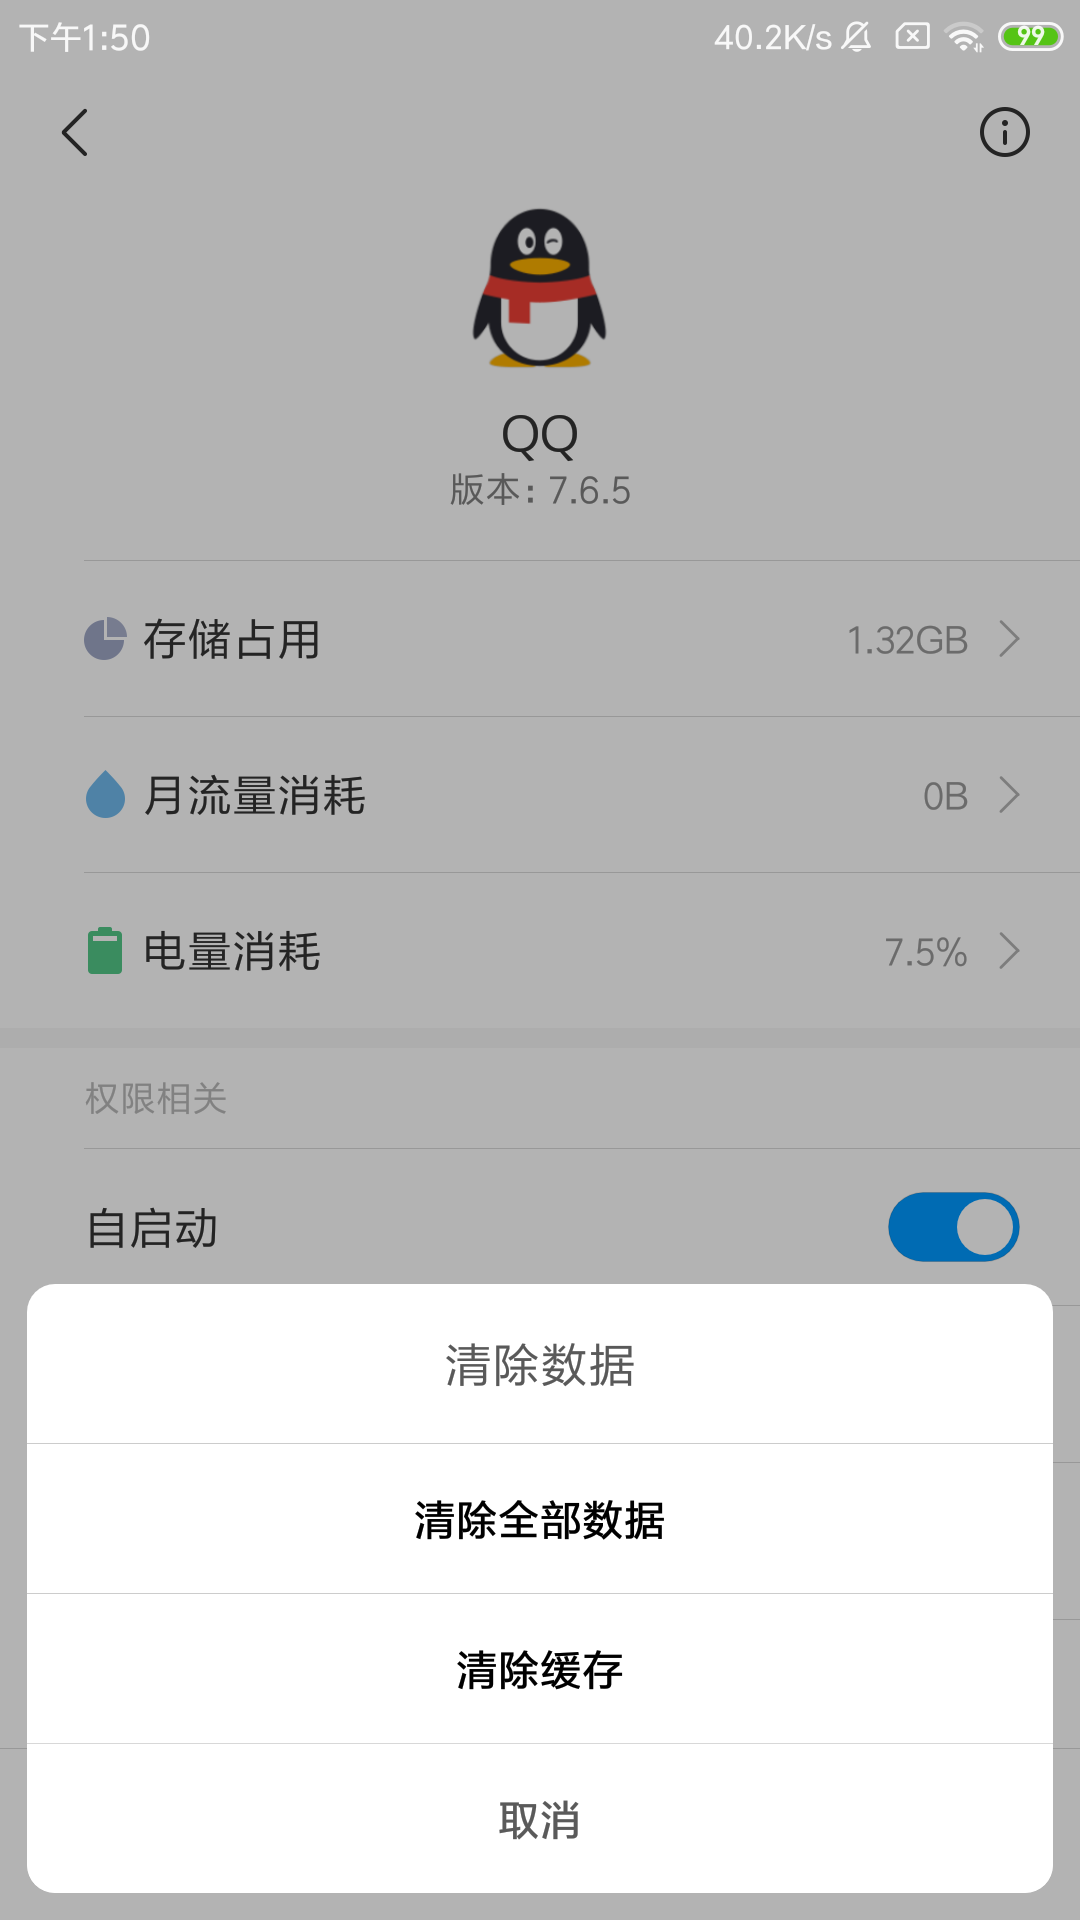 下午1:50
40.2K/s
99
QQ
版本: 7.6.5
存储占用
1.32GB
月流量消耗
0B
电量消耗
7.5%
权限相关
自启动
清除数据
清除全部数据
清除缓存
取消